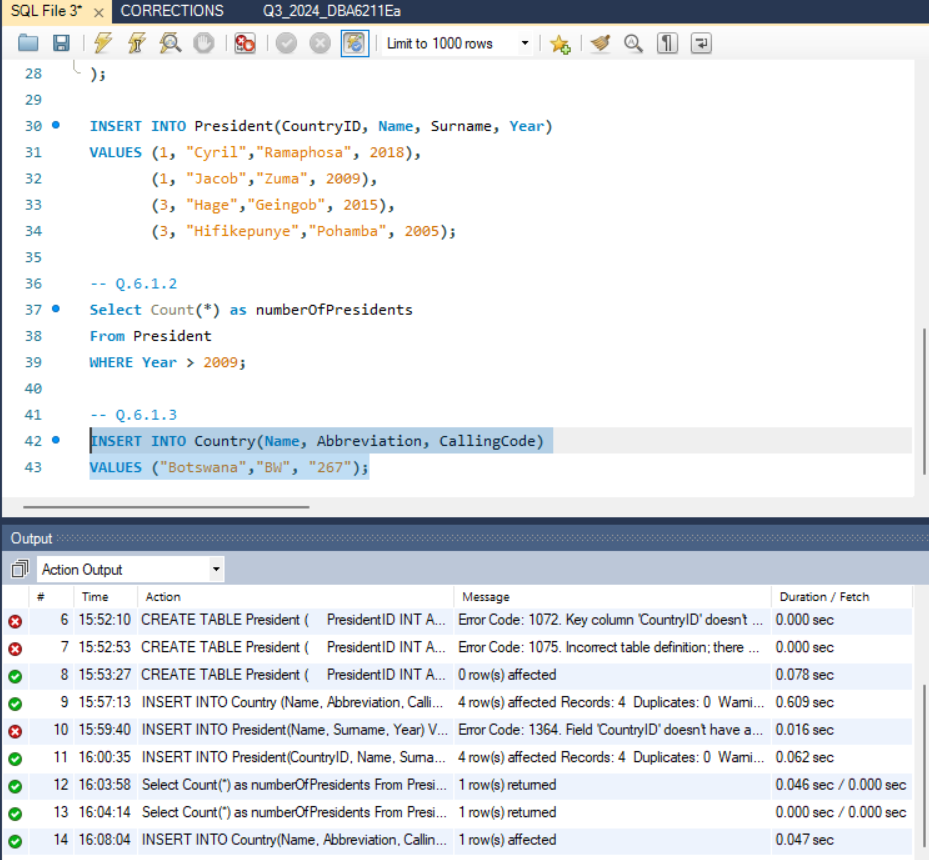 SQL File 3* × CORRECTIONS Q3_2024_DBA6211Ea
Limit to 1000 rows
28 );
29
30 INSERT INTO President(CountryID, Name, Surname, Year)
31 VALUES (1, "Cyril","Ramaphosa", 2018),
32 (1, "Jacob","Zuma", 2009),
33 (3, "Hage","Geingob", 2015),
34 (3, "Hifikepunye","Pohamba", 2005);
35
36 -- Q.6.1.2
37 Select Count(*) as numberOfPresidents
38 From President
39 WHERE Year > 2009;
40
41 -- Q.6.1.3
42 INSERT INTO Country(Name, Abbreviation, CallingCode)
43 VALUES ("Botswana","BW", "267");
Output
Action Output
# Time Action Message Duration / Fetch
6 15:52:10 CREATE TABLE President ( PresidentID INT A... Error Code: 1072. Key column 'CountryID' doesn't ... 0.000 sec
7 15:52:53 CREATE TABLE President ( PresidentID INT A... Error Code: 1075. Incorrect table definition; there ... 0.000 sec
8 15:53:27 CREATE TABLE President ( PresidentID INT A... 0 row(s) affected 0.078 sec
9 15:57:13 INSERT INTO Country (Name, Abbreviation, Calli... 4 row(s) affected Records: 4 Duplicates: 0 Warni... 0.609 sec
10 15:59:40 INSERT INTO President(Name, Surname, Year) V... Error Code: 1364. Field 'CountryID' doesn't have a... 0.016 sec
11 16:00:35 INSERT INTO President(CountryID, Name, Surna... 4 row(s) affected Records: 4 Duplicates: 0 Warni... 0.062 sec
12 16:03:58 Select Count(*) as numberOfPresidents From Presi... 1 row(s) returned 0.046 sec / 0.000 sec
13 16:04:14 Select Count(*) as numberOfPresidents From Presi... 1 row(s) returned 0.000 sec / 0.000 sec
14 16:08:04 INSERT INTO Country(Name, Abbreviation, Callin... 1 row(s) affected 0.047 sec